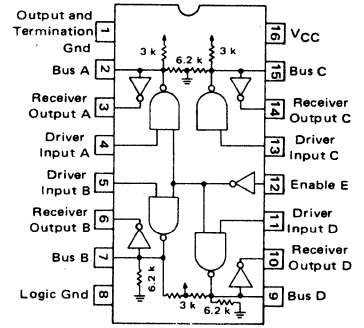 Output and
Termination
Gnd
1
16
VCC
3 k
3 k
6.2 k
Bus A
2
15
Bus C
Receiver
Output A
3
14
Receiver
Output C
Driver
Input A
4
13
Driver
Input C
Driver
Input B
5
12
Enable E
Receiver
Output B
6
11
Driver
Input D
Bus B
7
10
Receiver
Output D
6.2 k
Logic Gnd
8
3 k
6.2 k
9
Bus D